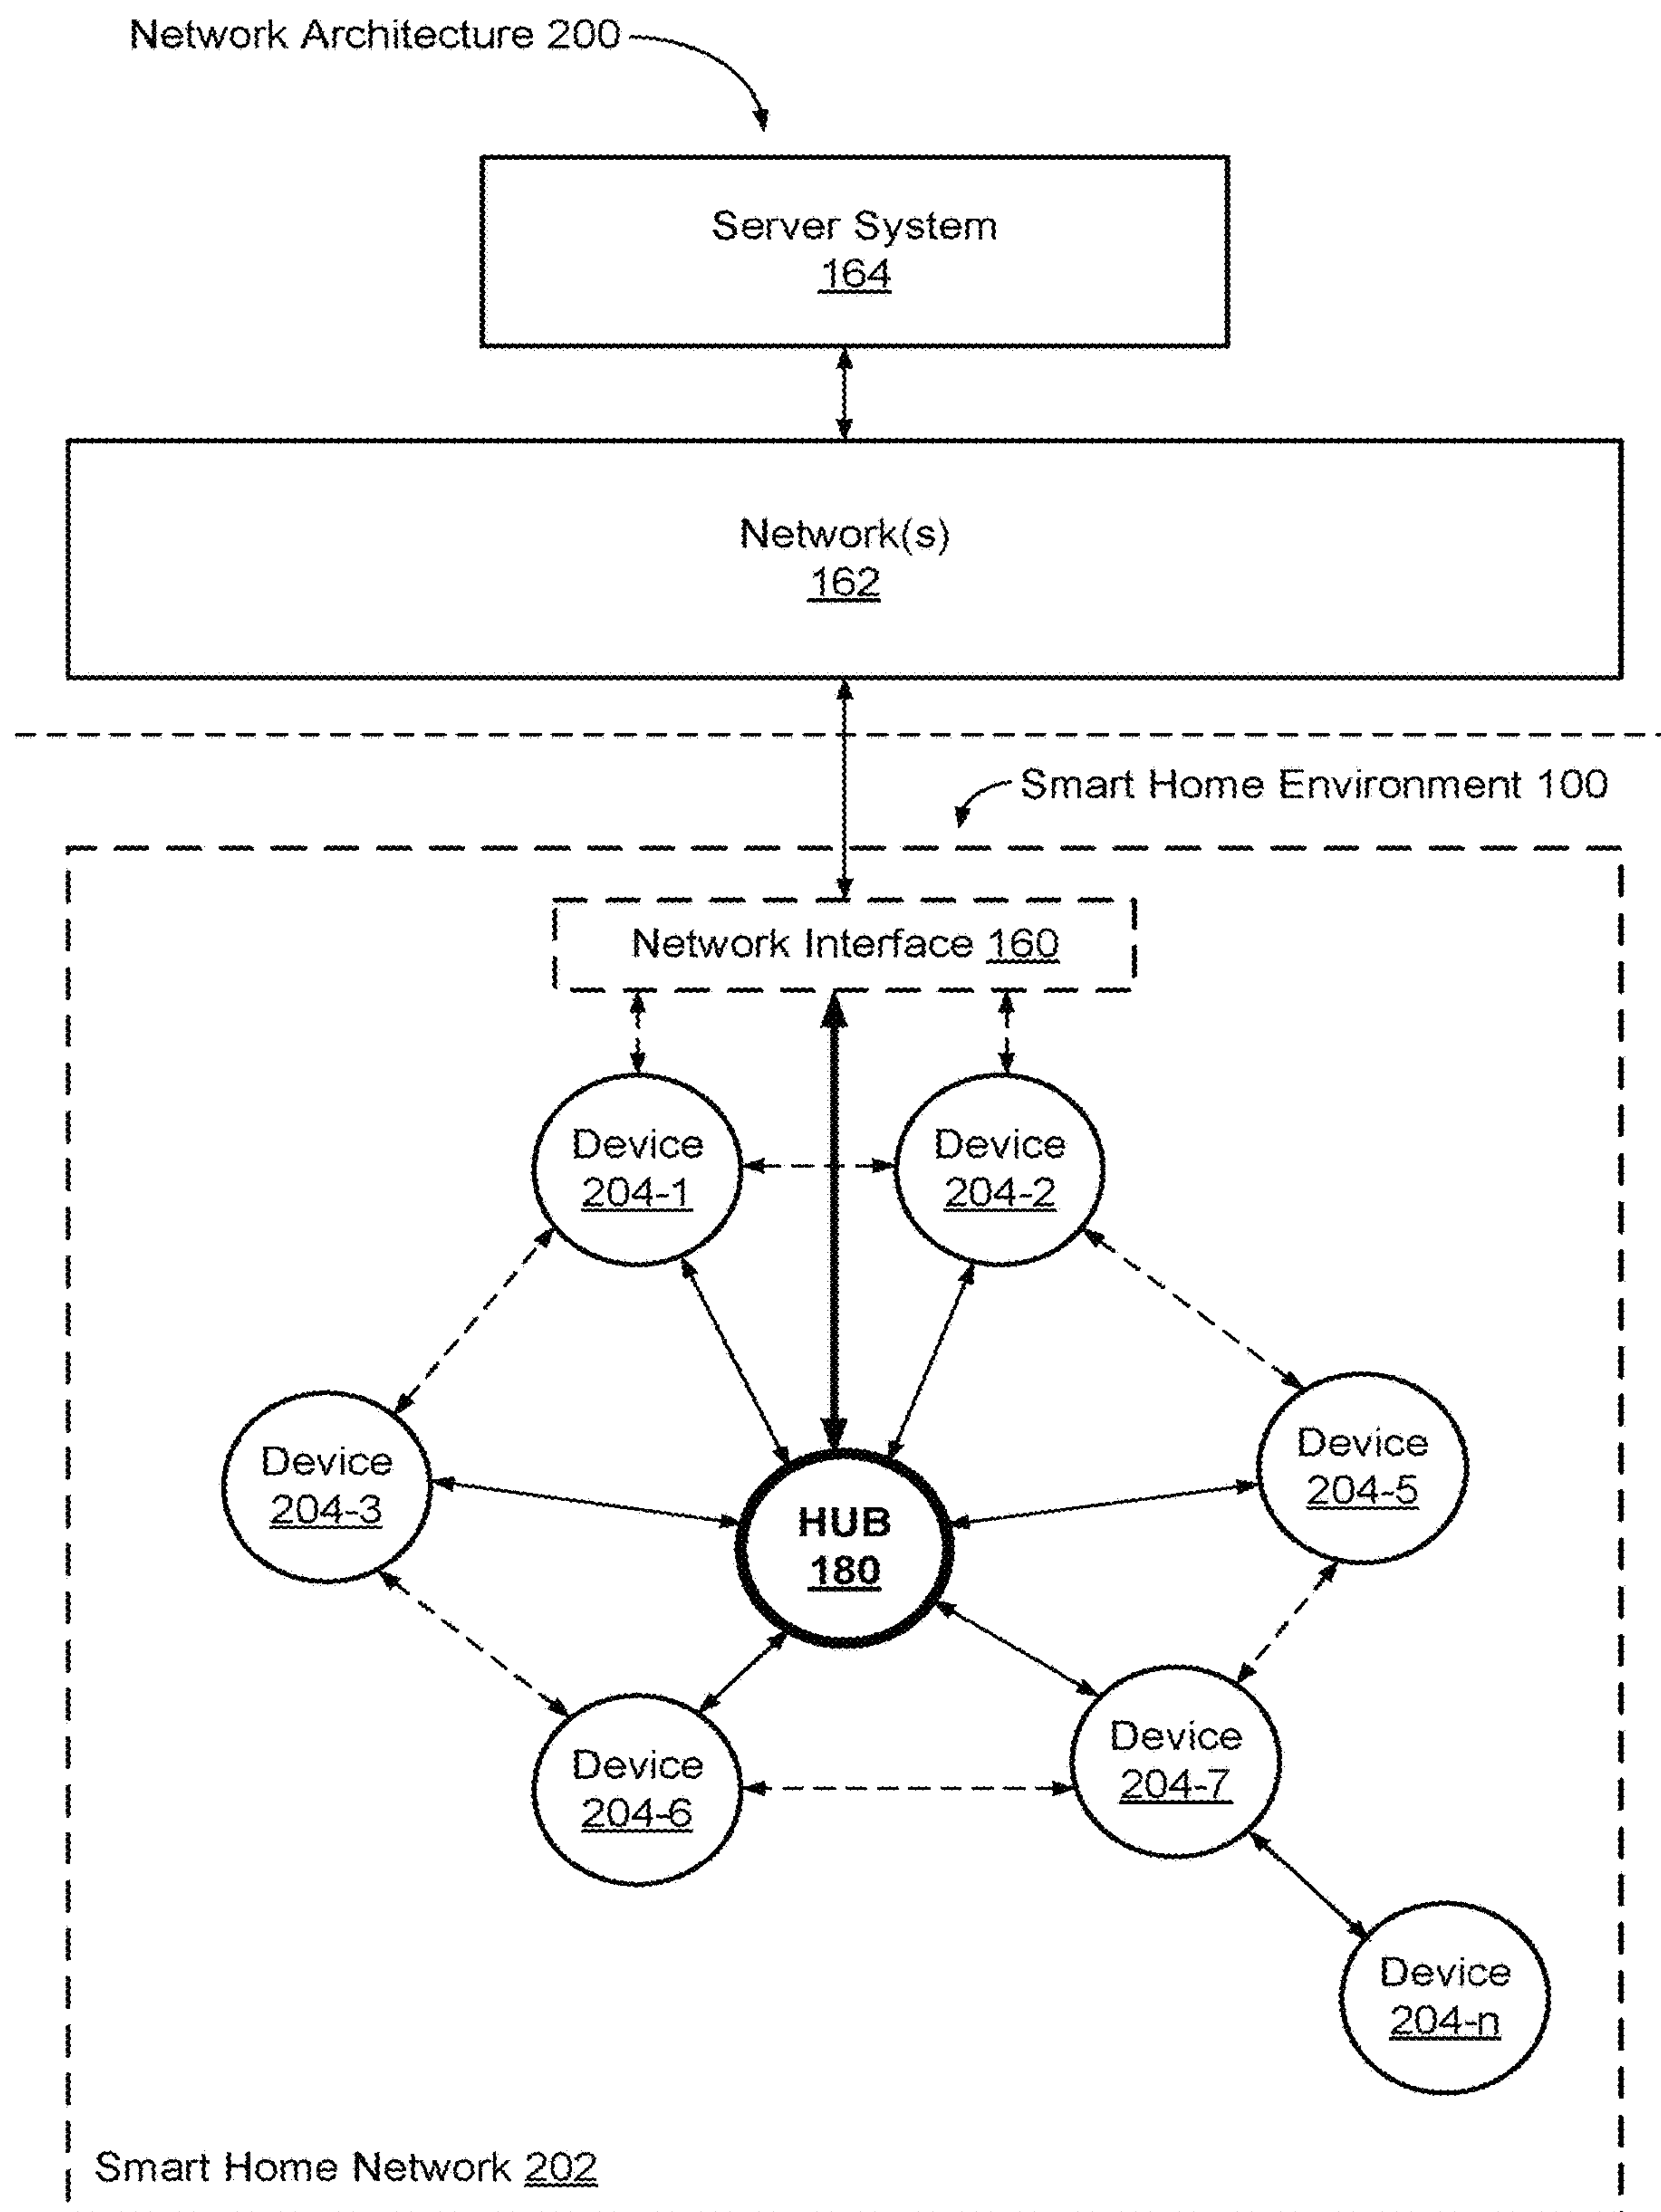 Network Architecture 200
Server System
164
Network(s)
162
Smart Home Environment 100
Network Interface 160
Device
204-1
Device
204-2
Device
204-3
Device
204-5
HUB
180
Device
204-6
Device
204-7
Device
204-n
Smart Home Network 202